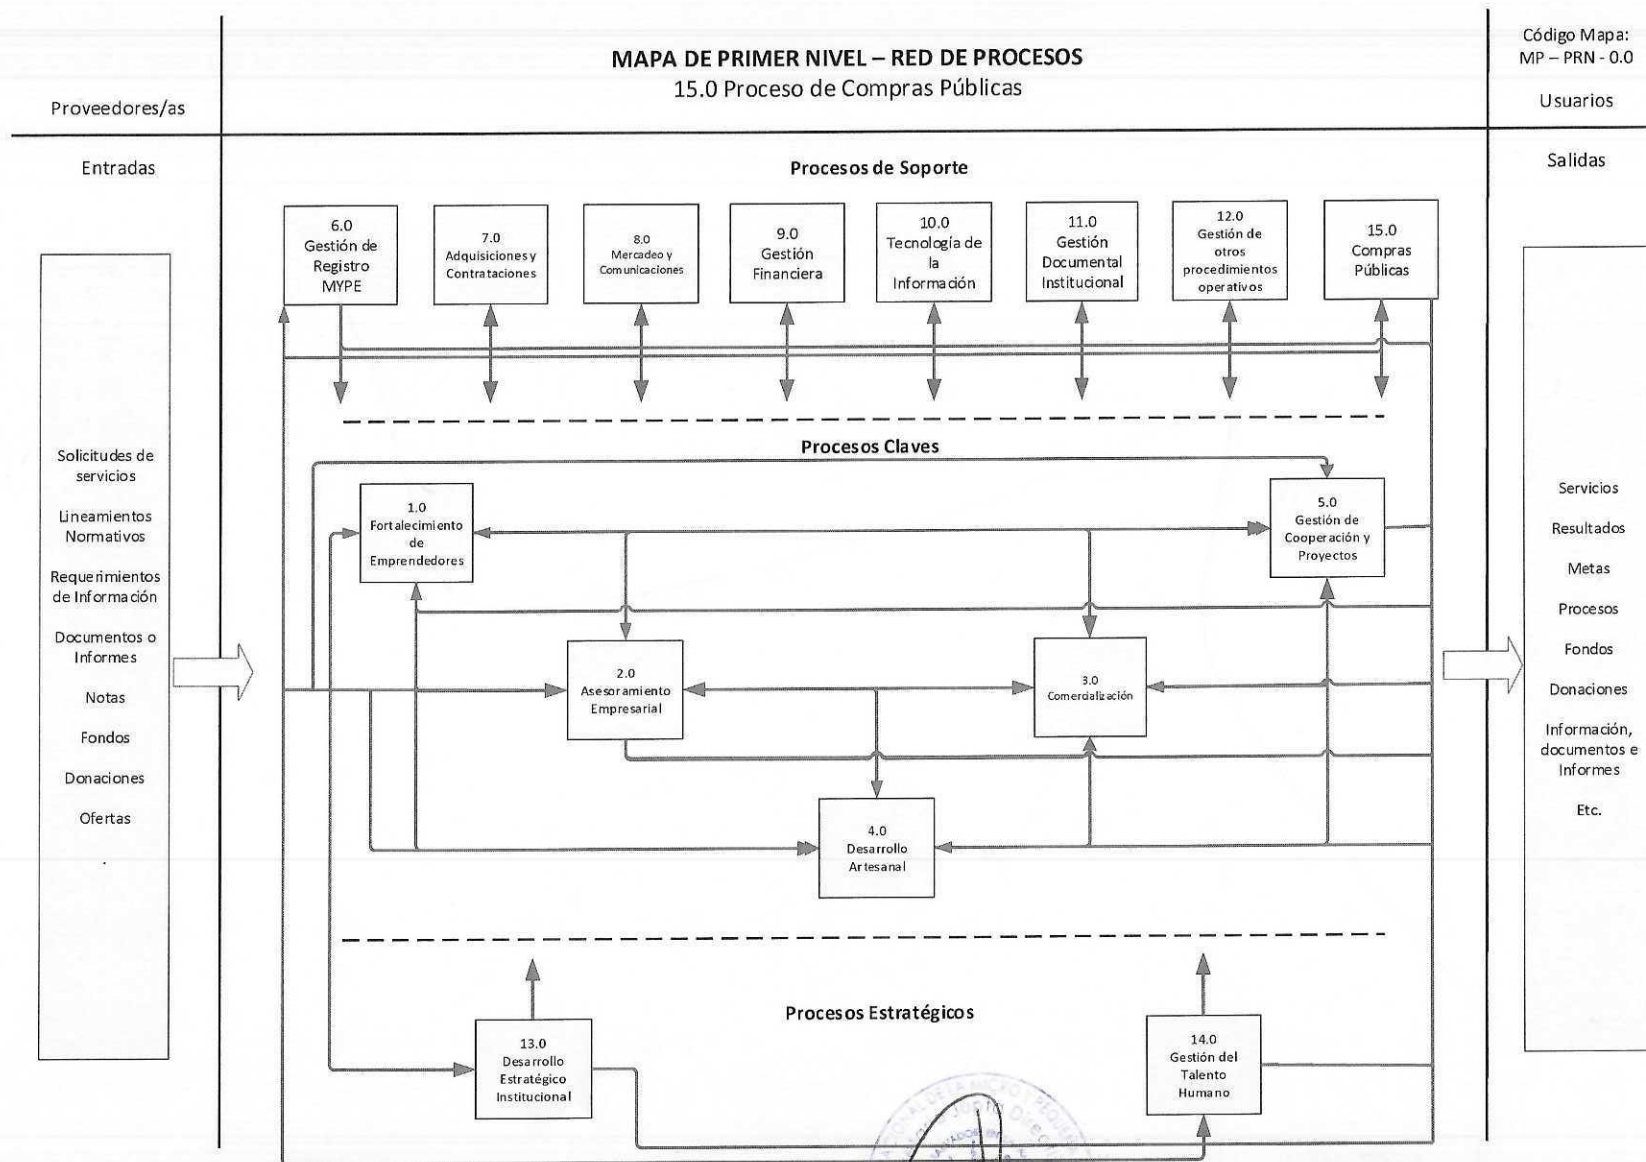 MAPA DE PRIMER NIVEL – RED DE PROCESOS
15.0 Proceso de Compras Públicas
Código Mapa:
MP – PRN - 0.0
Proveedores/as
Usuarios
Entradas
Procesos de Soporte
Salidas
6.0
Gestión de
Registro
MYPE
7.0
Adquisiciones y
Contrataciones
8.0
Mercadeo y
Comunicaciones
9.0
Gestión
Financiera
10.0
Tecnología de
la
Información
11.0
Gestión
Documental
Institucional
12.0
Gestión de
otros
procedimientos
operativos
15.0
Compras
Públicas
Solicitudes de
servicios
Lineamientos
Normativos
Requerimientos
de Información
Documentos o
Informes
Notas
Fondos
Donaciones
Ofertas
.
Procesos Claves
1.0
Fortalecimiento
de
Emprendedores
5.0
Gestión de
Cooperación y
Proyectos
2.0
Asesoramiento
Empresarial
3.0
Comercialización
4.0
Desarrollo
Artesanal
Servicios
Resultados
Metas
Procesos
Fondos
Donaciones
Información,
documentos e
Informes
Etc.
Procesos Estratégicos
13.0
Desarrollo
Estratégico
Institucional
14.0
Gestión del
Talento
Humano